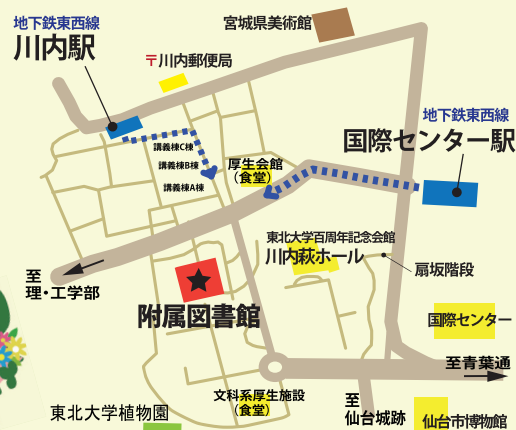 宮城県美術館
地下鉄東西線
川内駅
〒川内郵便局
地下鉄東西線
国際センター駅
講義棟C棟
講義棟B棟
講義棟A棟
厚生会館
(食堂)
東北大学百周年記念会館
川内萩ホール
扇坂階段
至
理・工学部
附属図書館
国際センター
至青葉通
文科系厚生施設
(食堂)
至
仙台城跡
東北大学植物園
仙台市博物館